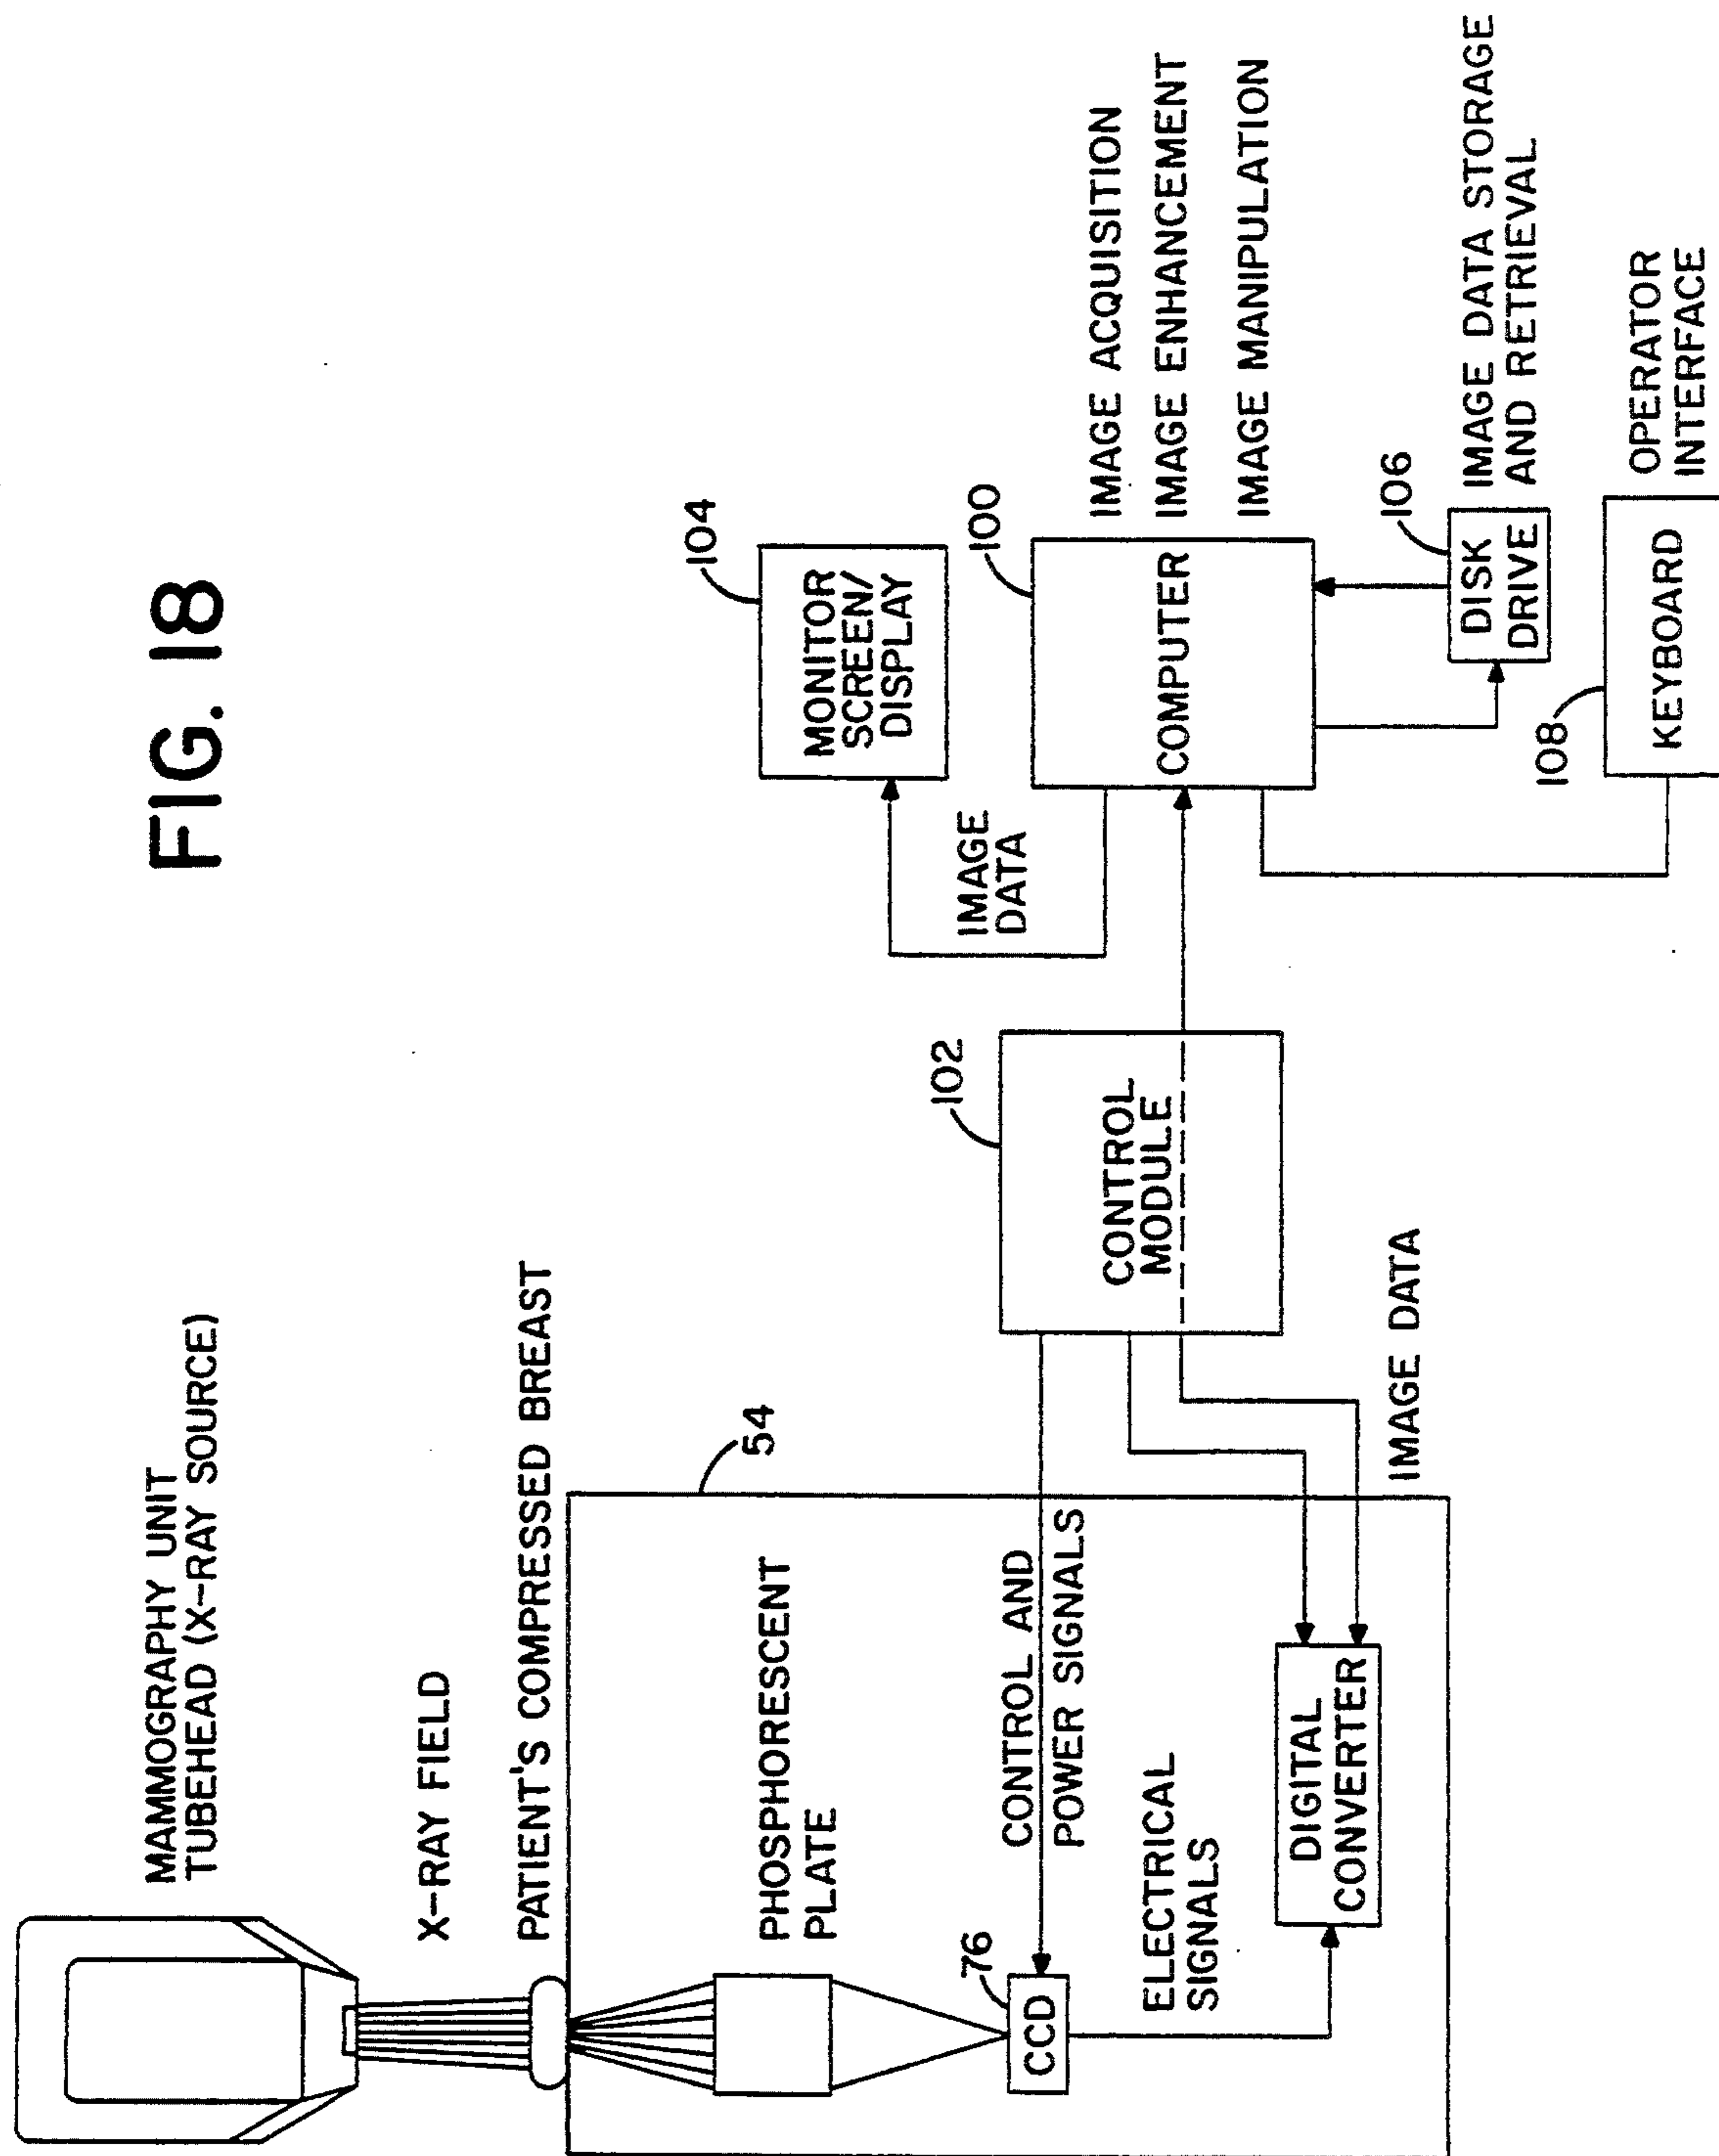 FIG. 18
MAMMOGRAPHY UNIT
TUBEHEAD (X-RAY SOURCE)
X-RAY FIELD
PATIENT'S COMPRESSED BREAST
54
PHOSPHORESCENT
PLATE
CONTROL AND
POWER SIGNALS
76
CCD
ELECTRICAL
SIGNALS
DIGITAL
CONVERTER
IMAGE DATA
102
CONTROL
MODULE
IMAGE
DATA
104
MONITOR
SCREEN/
DISPLAY
100
COMPUTER
IMAGE ACQUISITION
IMAGE ENHANCEMENT
IMAGE MANIPULATION
106
DISK
DRIVE
IMAGE DATA STORAGE
AND RETRIEVAL
108
KEYBOARD
OPERATOR
INTERFACE